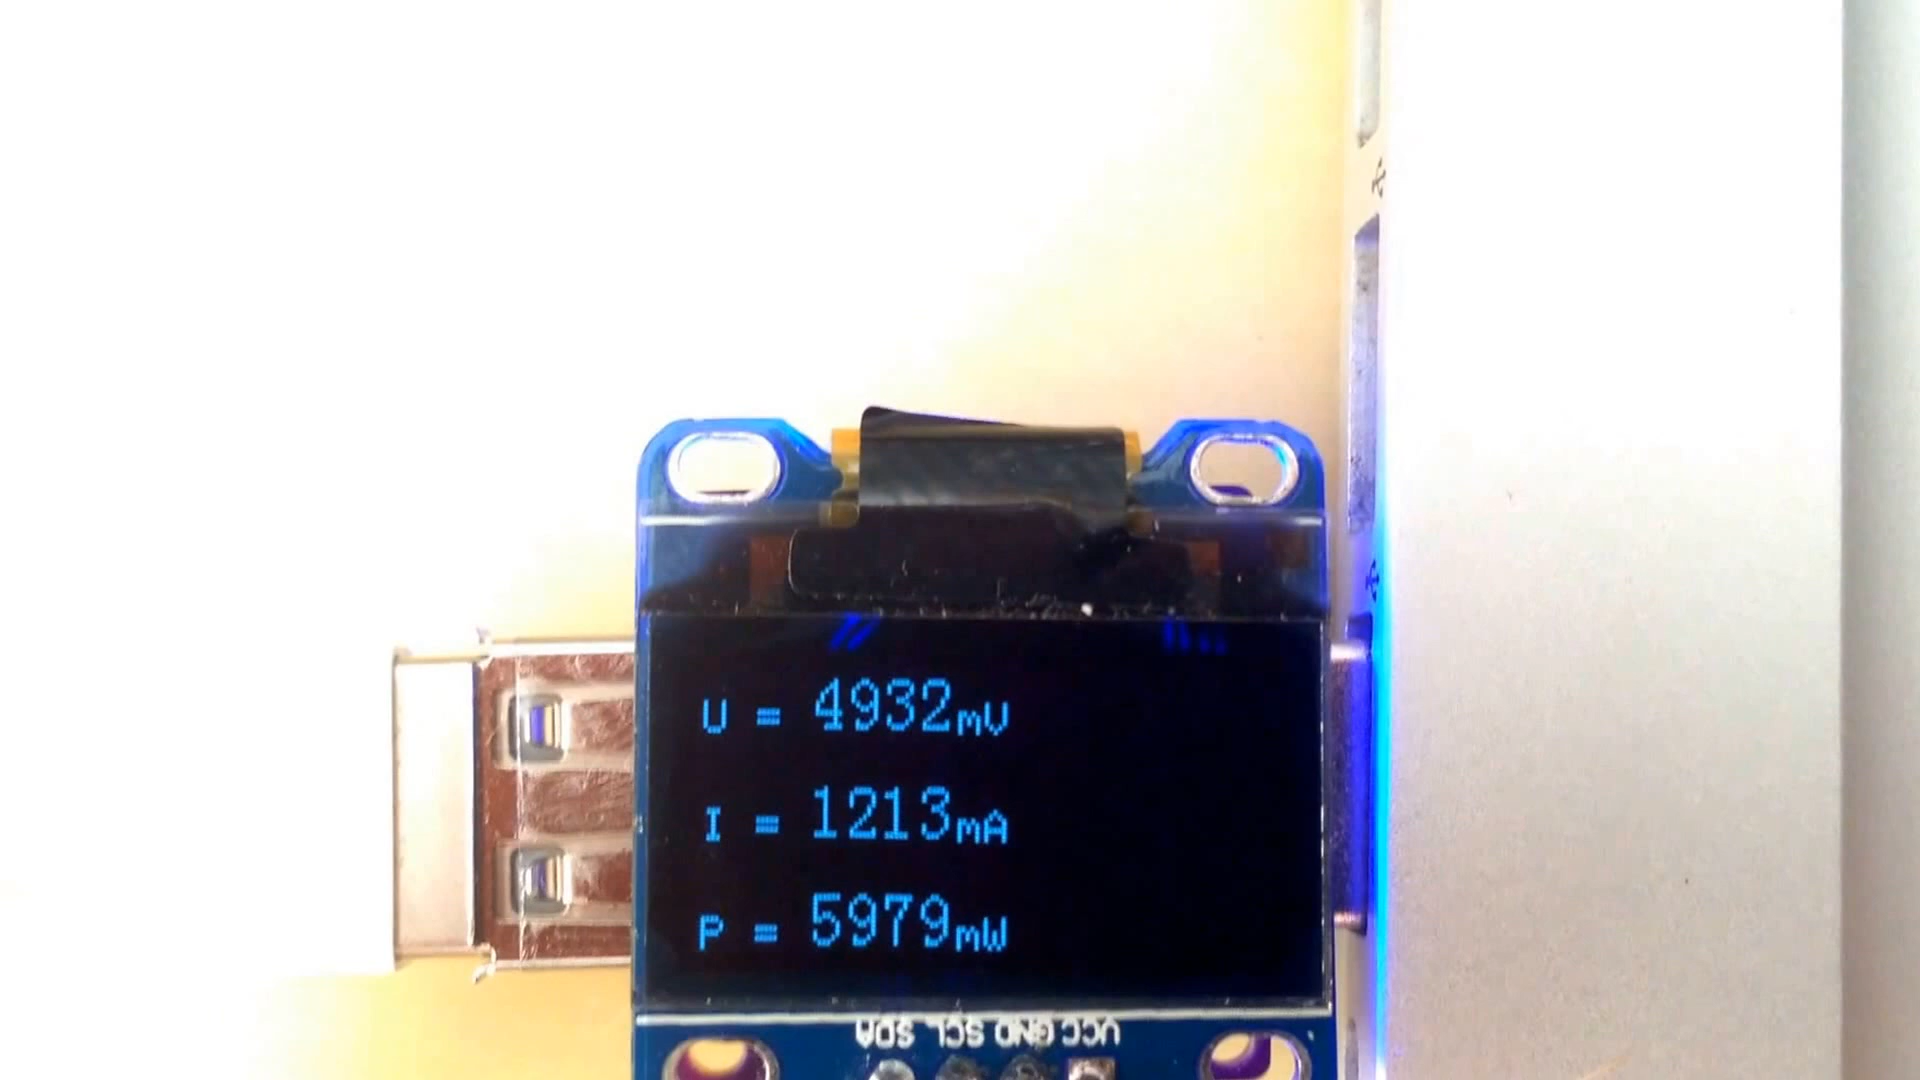 U = 4932mV
I = 1213mA
P = 5979mW
VCC GND SCL SDA